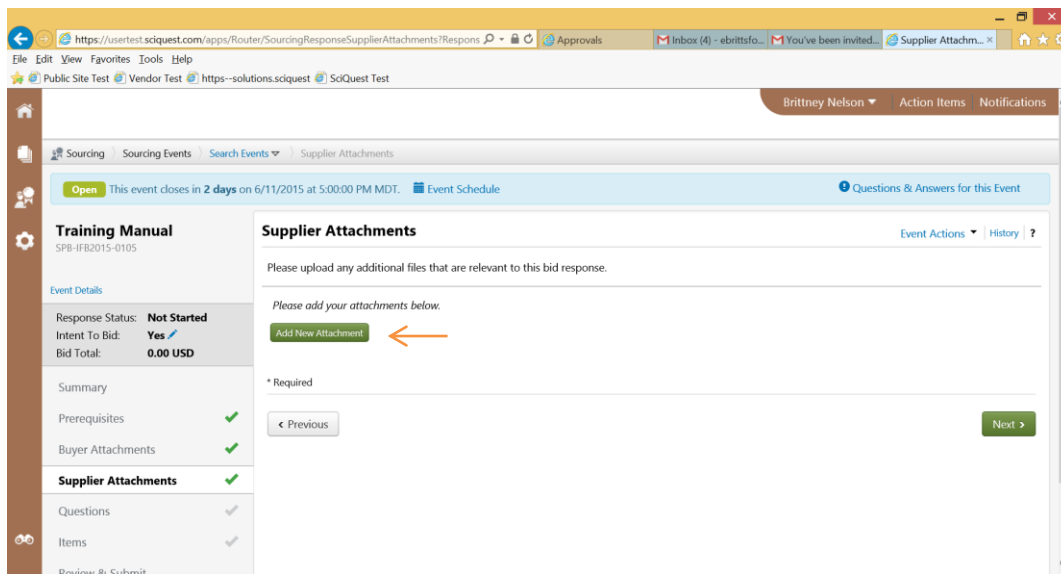 https://usertest.sciquest.com/apps/Router/SourcingResponseSupplierAttachments?Respons
Approvals
Inbox (4) - ebrittsfo...
You've been invited...
Supplier Attachm... ×
File Edit View Favorites Tools Help
Public Site Test Vendor Test https--solutions.sciquest SciQuest Test
Brittney Nelson Action Items Notifications
Sourcing Sourcing Events Search Events Supplier Attachments
Open This event closes in 2 days on 6/11/2015 at 5:00:00 PM MDT. Event Schedule
Questions & Answers for this Event
Training Manual
SPB-IFB2015-0105
Event Details
Response Status: Not Started
Intent To Bid: Yes
Bid Total: 0.00 USD
Summary
Prerequisites
Buyer Attachments
Supplier Attachments
Questions
Items
Review & Submit
Supplier Attachments
Event Actions History ?
Please upload any additional files that are relevant to this bid response.
Please add your attachments below.
Add New Attachment
* Required
‹ Previous
Next ›